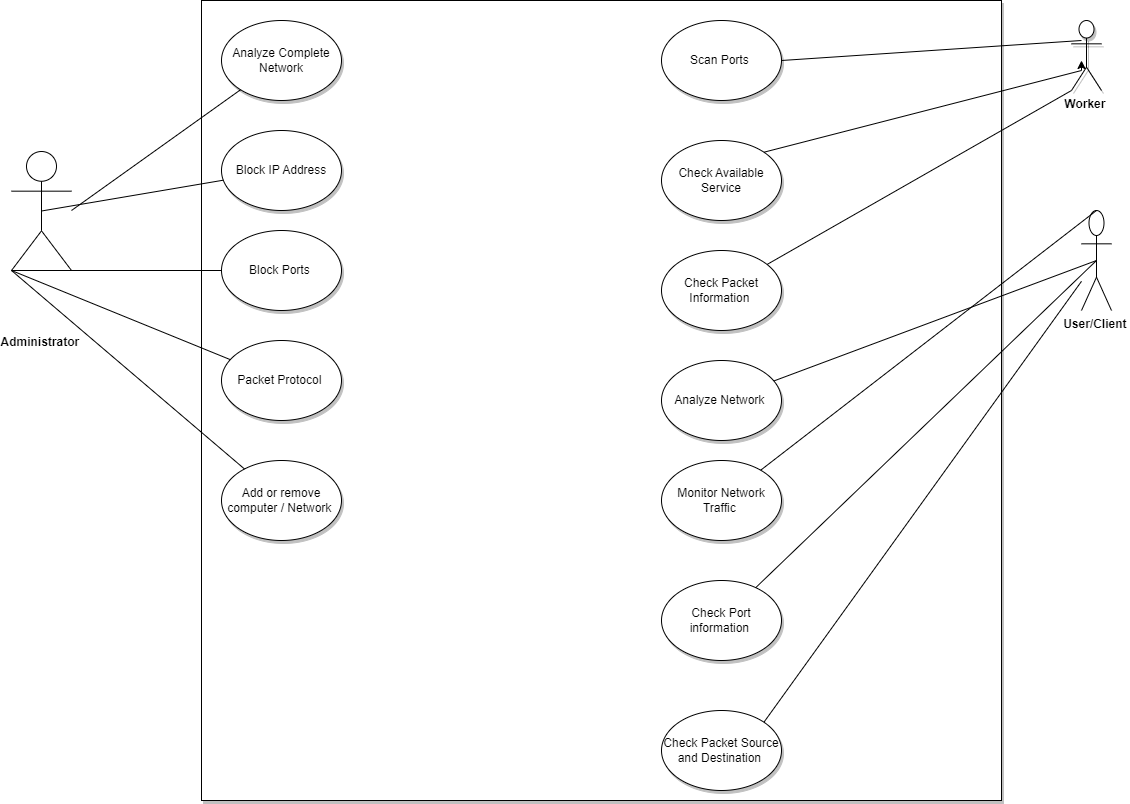 Analyze Complete
Network
Block IP Address
Block Ports
Packet Protocol
Add or remove
computer / Network
Administrator
Scan Ports
Check Available
Service
Check Packet
Information
Analyze Network
Monitor Network
Traffic
Check Port
information
Check Packet Source
and Destination
Worker
User/Client